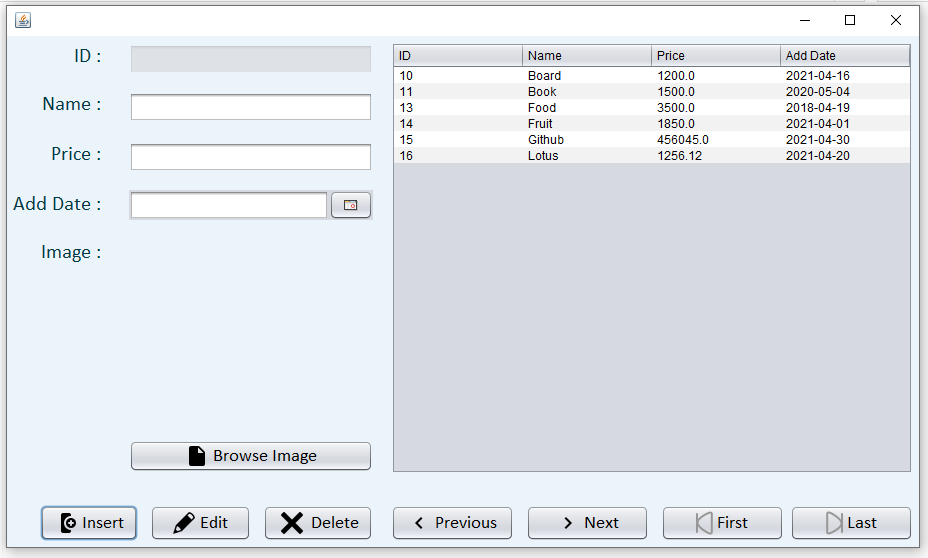 ID :
Name :
Price :
Add Date :
Image :
Browse Image
ID Name Price Add Date
10 Board 1200.0 2021-04-16
11 Book 1500.0 2020-05-04
13 Food 3500.0 2018-04-19
14 Fruit 1850.0 2021-04-01
15 Github 456045.0 2021-04-30
16 Lotus 1256.12 2021-04-20
Insert Edit Delete Previous Next First Last